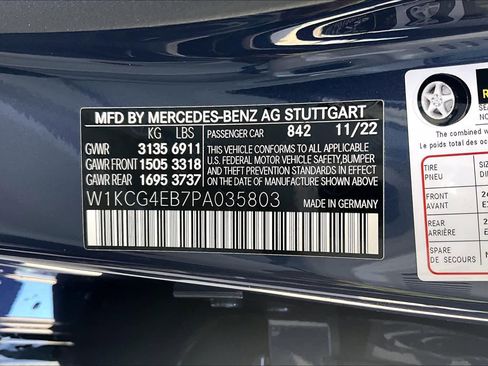 MFD BY MERCEDES-BENZ AG STUTTGART
KG LBS
GVWR 3135 6911 PASSENGER CAR 842 11/22
GAWR FRONT 1505 3318
GAWR REAR 1695 3737
THIS VEHICLE CONFORMS TO ALL APPLICABLE
U.S. FEDERAL MOTOR VEHICLE SAFETY, BUMPER,
AND THEFT PREVENTION STANDARDS IN EFFECT
ON THE DATE OF MANUFACTURE SHOWN ABOVE.
W1KCG4EB7PA035803 MADE IN GERMANY
The combined w
Le poids total des occ
TIRE
PNEU
FRONT
AVANT
REAR
ARRIÈRE
SPARE
DE SECOURS